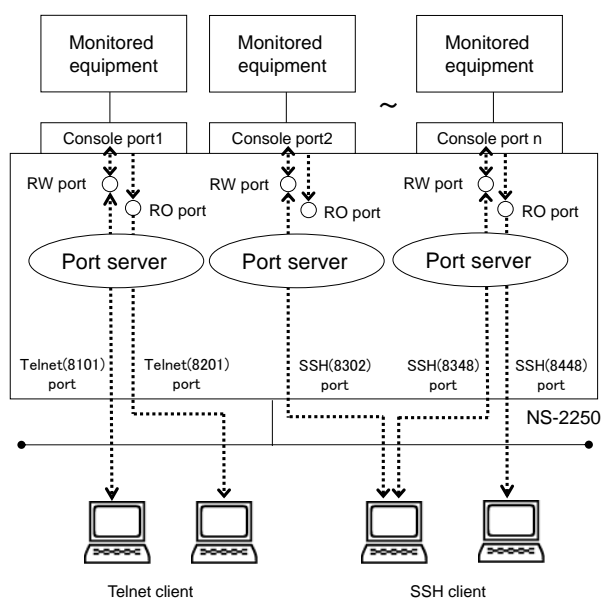 Monitored
equipment
Monitored
equipment
Monitored
equipment
~
Console port1
Console port2
Console port n
RW port
RO port
RW port
RO port
RW port
RO port
Port server
Port server
Port server
Telnet(8101)
port
Telnet(8201)
port
SSH(8302)
port
SSH(8348)
port
SSH(8448)
port
NS-2250
Telnet client
SSH client